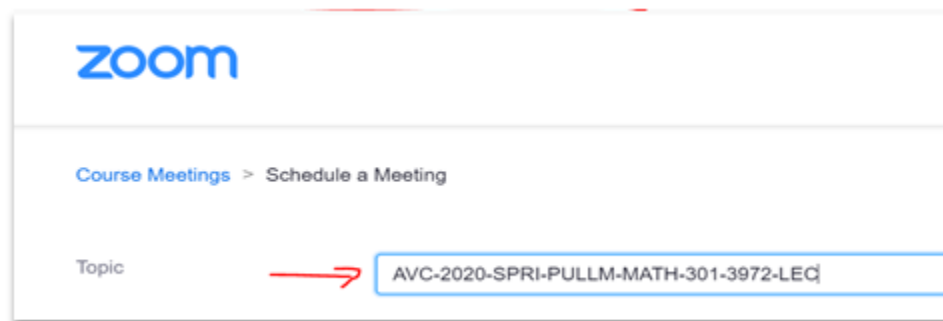 zoom
Course Meetings > Schedule a Meeting
Topic AVC-2020-SPRI-PULLM-MATH-301-3972-LEC